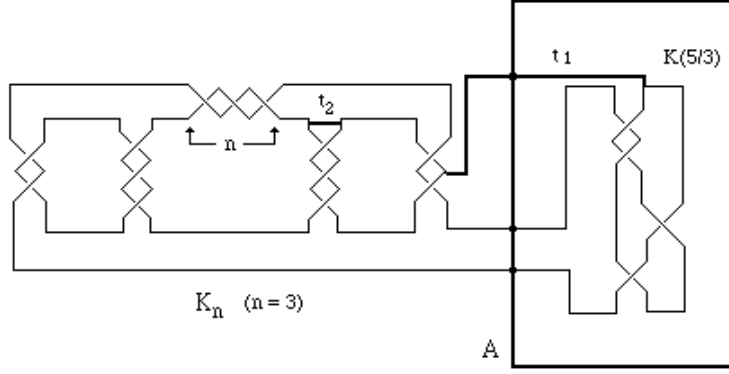 t₁ K(5/3)
t₂
n
Kₙ (n = 3)
A